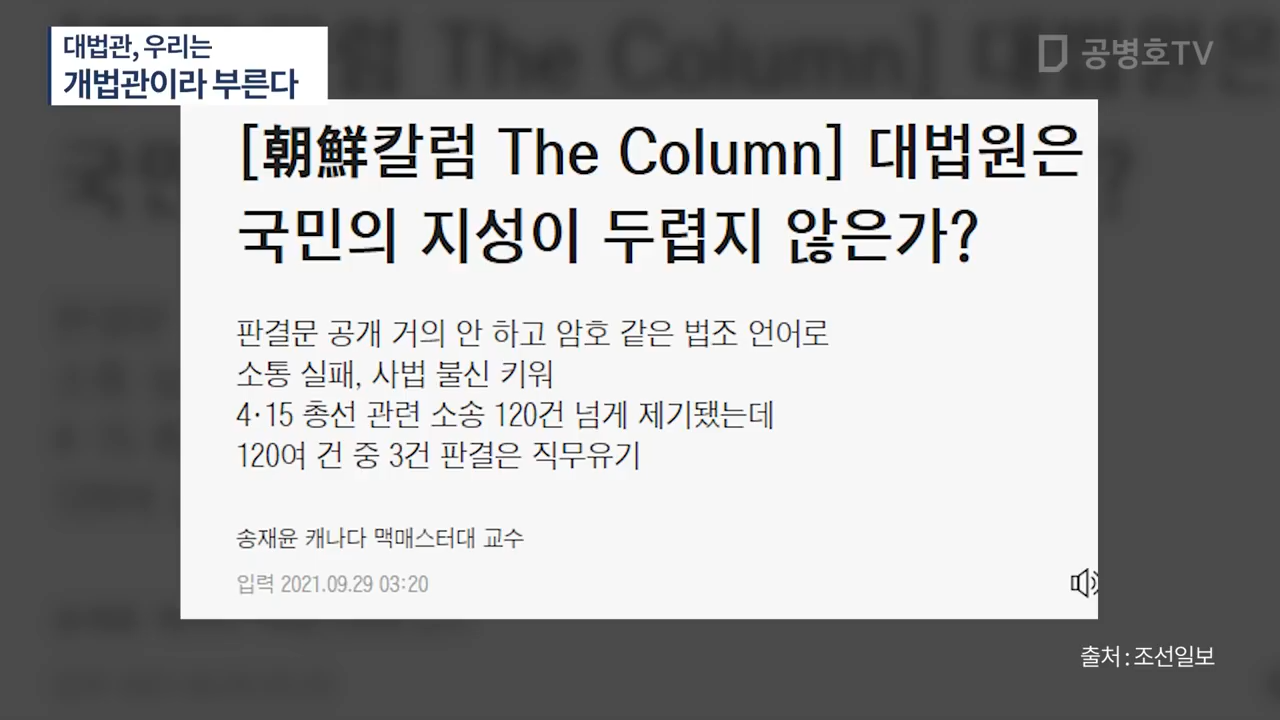 대법관, 우리는
개법관이라 부른다
공병호TV
[朝鮮칼럼 The Column] 대법원은
국민의 지성이 두렵지 않은가?
판결문 공개 거의 안 하고 암호 같은 법조 언어로
소통 실패, 사법 불신 키워
4·15 총선 관련 소송 120건 넘게 제기됐는데
120여 건 중 3건 판결은 직무유기
송재윤 캐나다 맥매스터대 교수
입력 2021.09.29 03:20
출처 : 조선일보